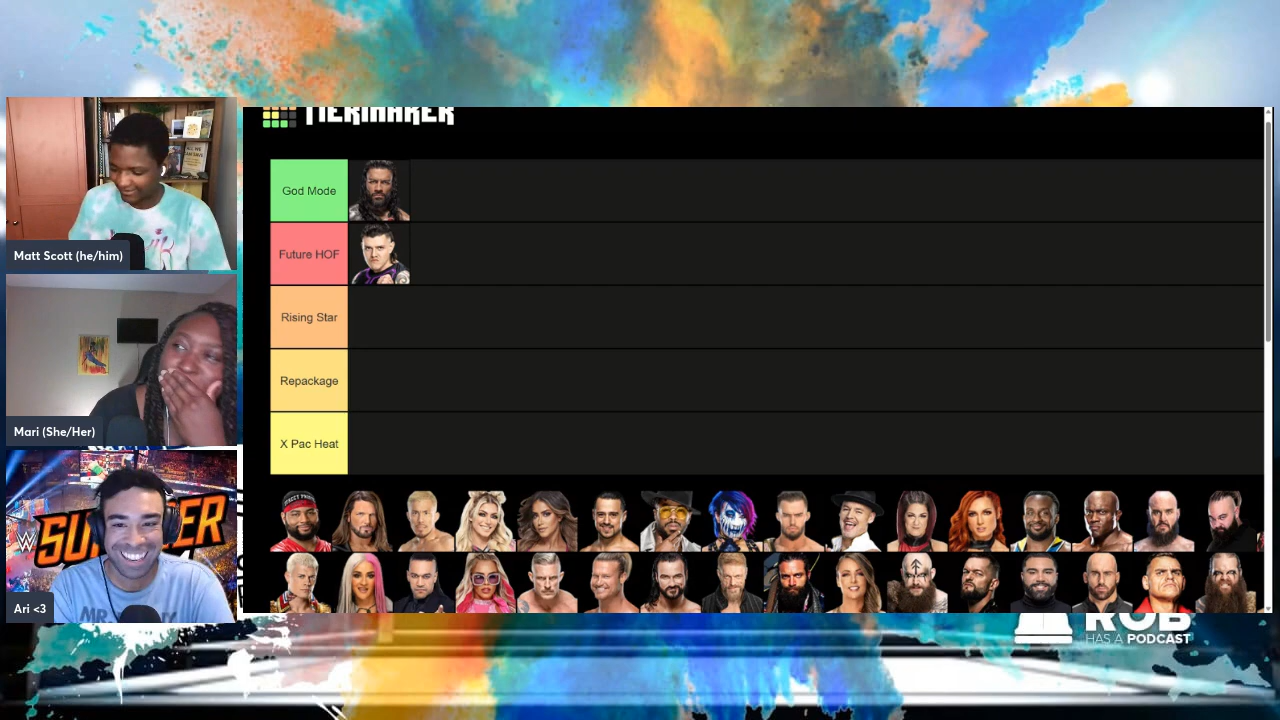 TIERMAKER
God Mode
Future HOF
Rising Star
Repackage
X Pac Heat
Matt Scott (he/him)
Mari (She/Her)
Ari <3
ROB
HAS A PODCAST